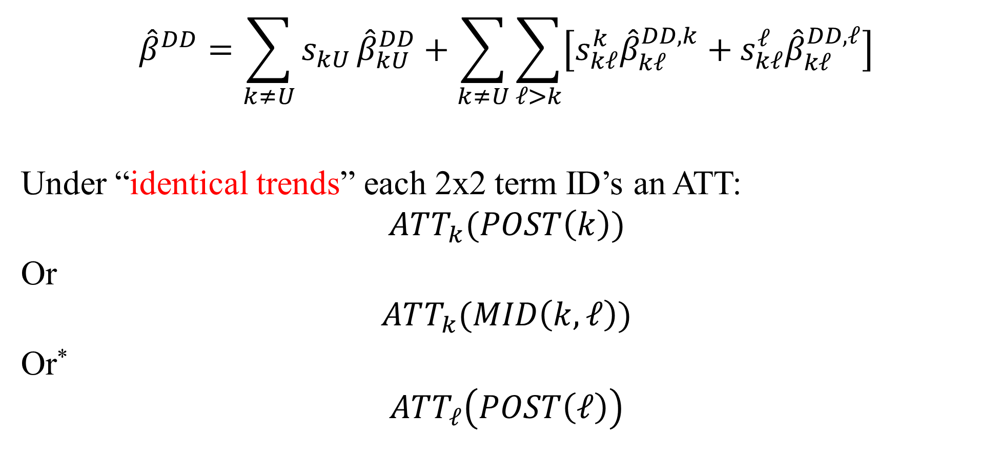 $\hat{\beta}^{DD} = \sum_{k \neq U} s_{kU} \hat{\beta}_{kU}^{DD} + \sum_{k \neq U} \sum_{\ell > k} [s_{k\ell}^{k} \hat{\beta}_{k\ell}^{DD,k} + s_{k\ell}^{\ell} \hat{\beta}_{k\ell}^{DD,\ell}]$
Under “identical trends” each 2x2 term ID’s an ATT:
$ATT_k(POST(k))$
Or
$ATT_k(MID(k, \ell))$
Or*
$ATT_\ell(POST(\ell))$